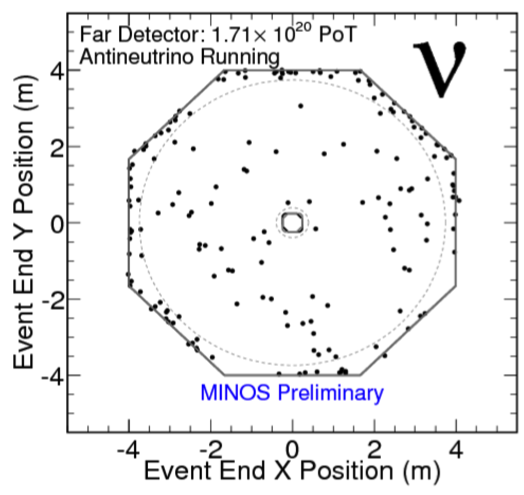 Far Detector: 1.71× 10²⁰ PoT
Antineutrino Running
ν
Event End Y Position (m)
4
2
0
-2
-4
MINOS Preliminary
-4 -2 0 2 4
Event End X Position (m)